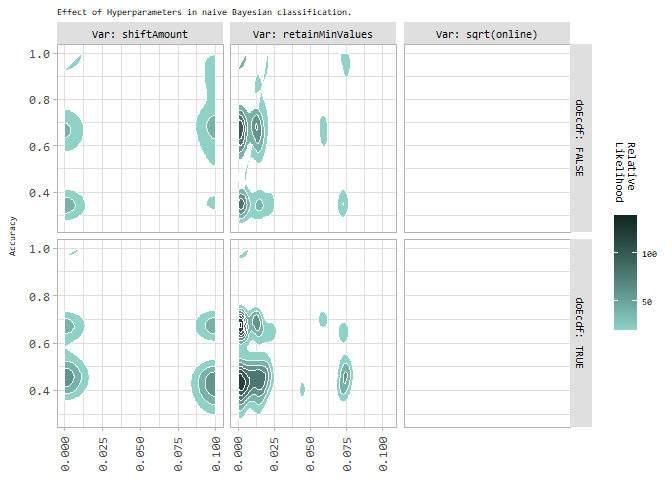 Effect of Hyperparameters in naive Bayesian classification.
Var: shiftAmount
Var: retainMinValues
Var: sqrt(online)
1.0
0.8
0.6
0.4
doEcdf: FALSE
1.0
0.8
0.6
0.4
doEcdf: TRUE
Accuracy
0.000
0.025
0.050
0.075
0.100
0.000
0.025
0.050
0.075
0.100
Relative
Likelihood
100
50